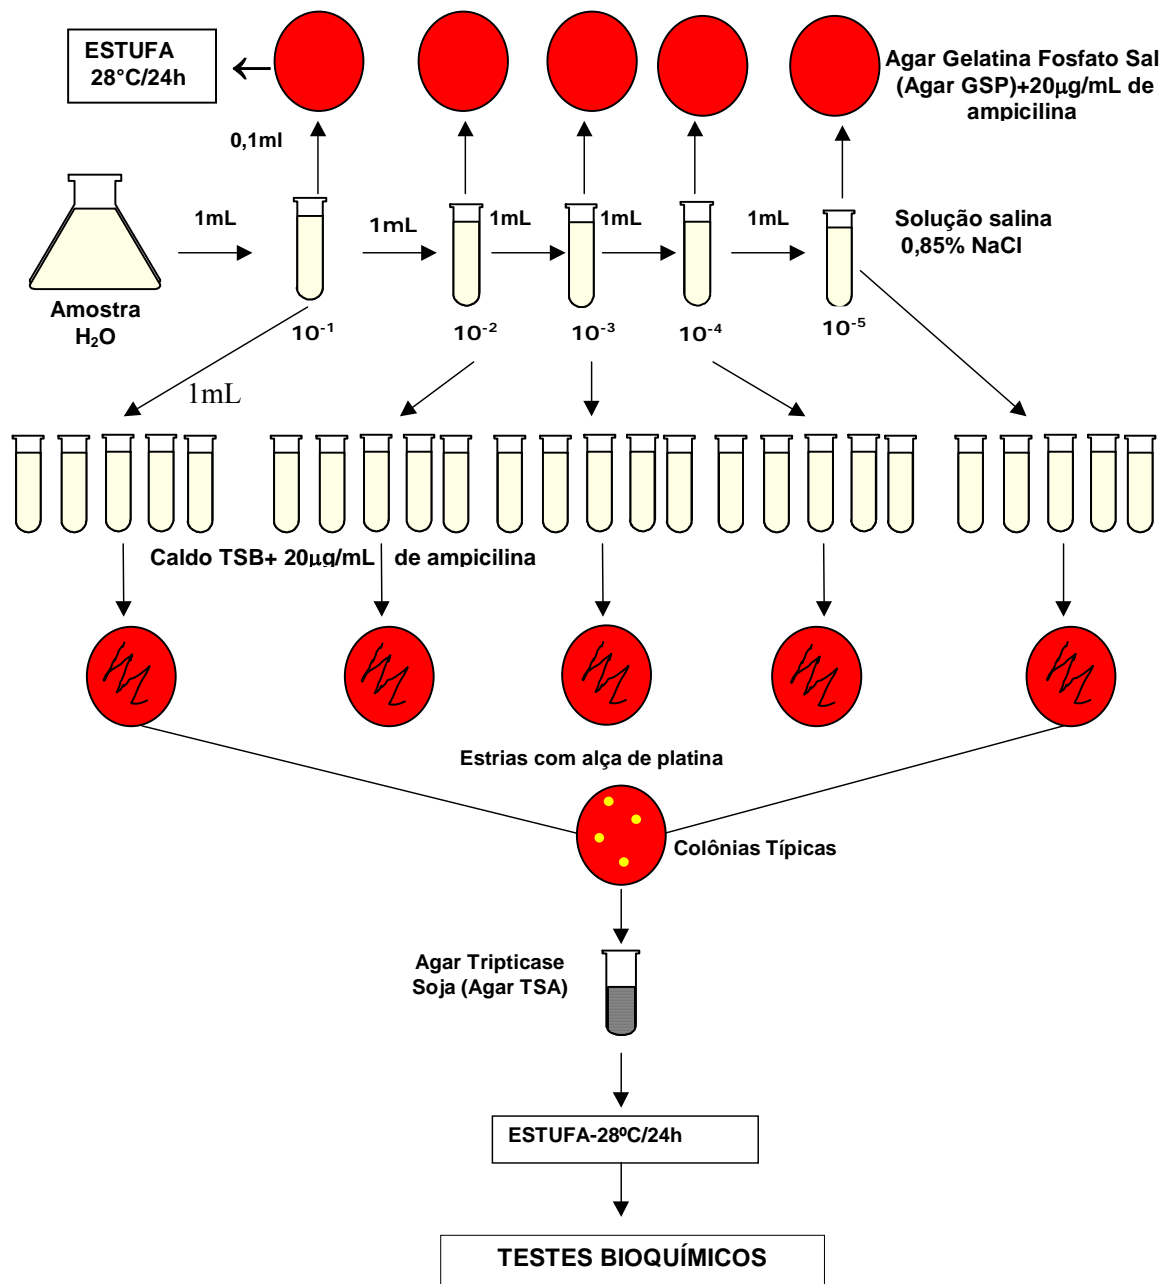 ESTUFA
28°C/24h
Agar Gelatina Fosfato Sal
(Agar GSP)+20µg/mL de
ampicilina
0,1ml
1mL
1mL
1mL
1mL
1mL
Solução salina
0,85% NaCl
Amostra
H₂O
10⁻¹
10⁻²
10⁻³
10⁻⁴
10⁻⁵
1mL
Caldo TSB+ 20µg/mL de ampicilina
Estrias com alça de platina
Colônias Típicas
Agar Tripticase
Soja (Agar TSA)
ESTUFA-28ºC/24h
TESTES BIOQUÍMICOS